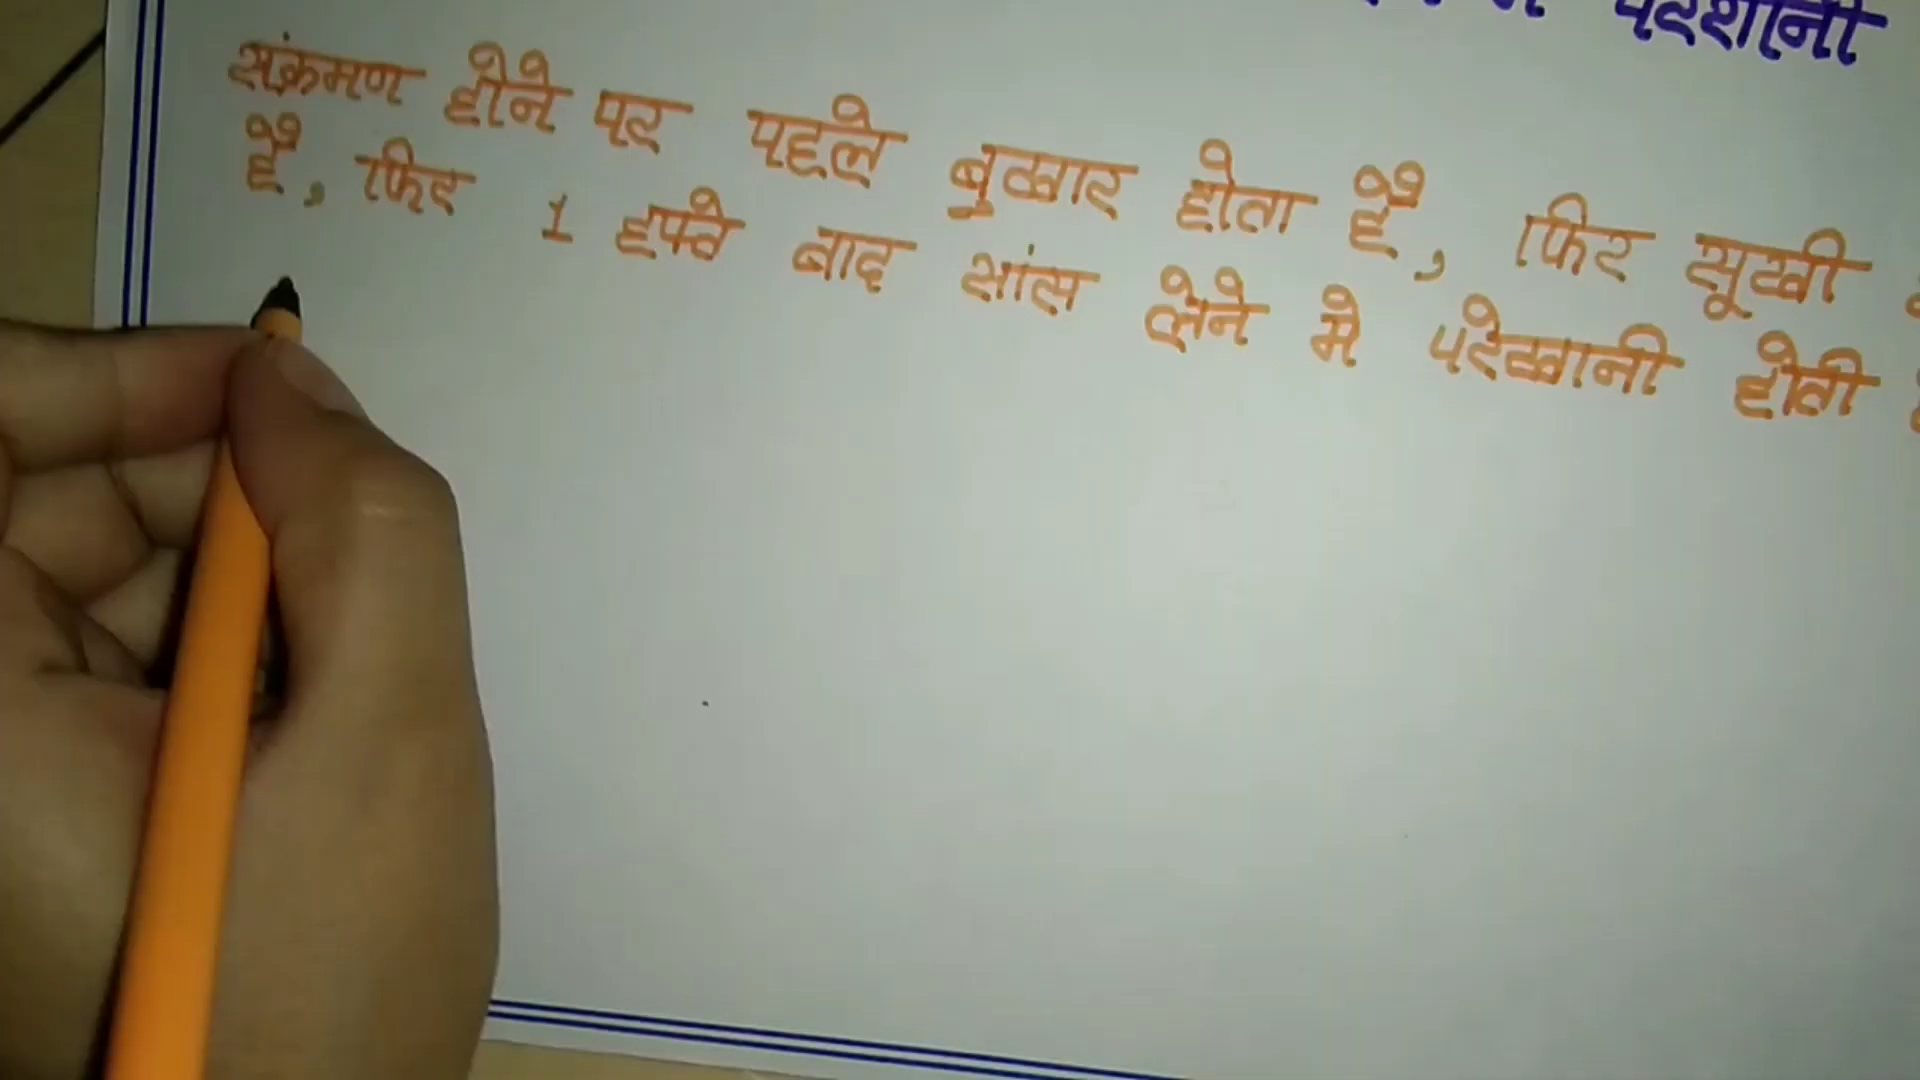 परेशानी
संक्रमण होने पर पहले बुखार होता है, फिर सूखी
है, फिर 1 हफ्ते बाद सांस लेने मे परेखानी होती